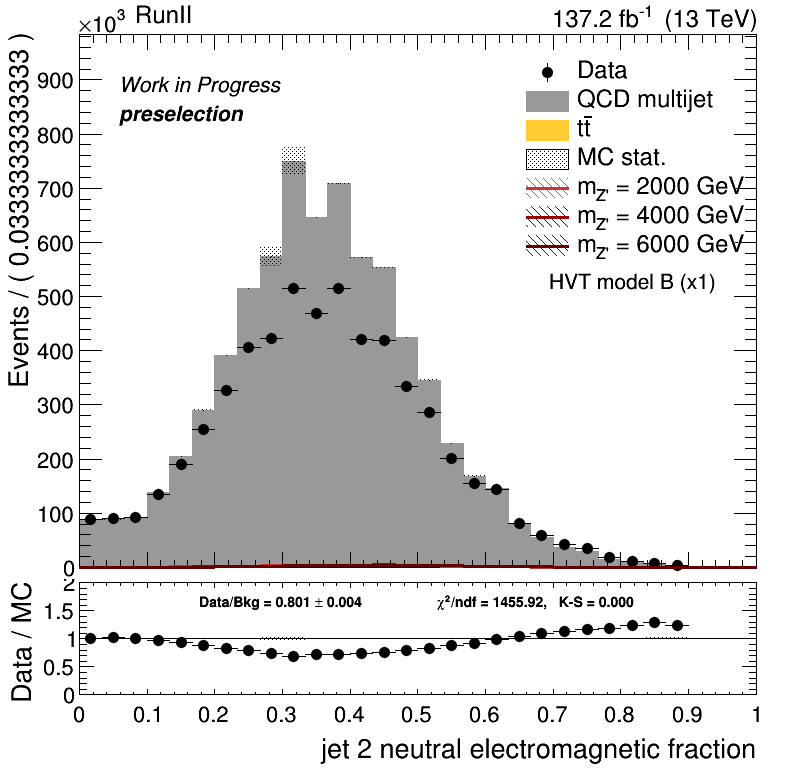 ×10³ RunII 137.2 fb⁻¹ (13 TeV)
Work in Progress
preselection
Data
QCD multijet
tt̄
MC stat.
m_Z' = 2000 GeV
m_Z' = 4000 GeV
m_Z' = 6000 GeV
HVT model B (x1)
Events / ( 0.0333333333333333 )
900
800
700
600
500
400
300
200
100
0
Data / MC
2
1.5
1
0.5
0
Data/Bkg = 0.801 ± 0.004 χ²/ndf = 1455.92, K-S = 0.000
0 0.1 0.2 0.3 0.4 0.5 0.6 0.7 0.8 0.9 1
jet 2 neutral electromagnetic fraction